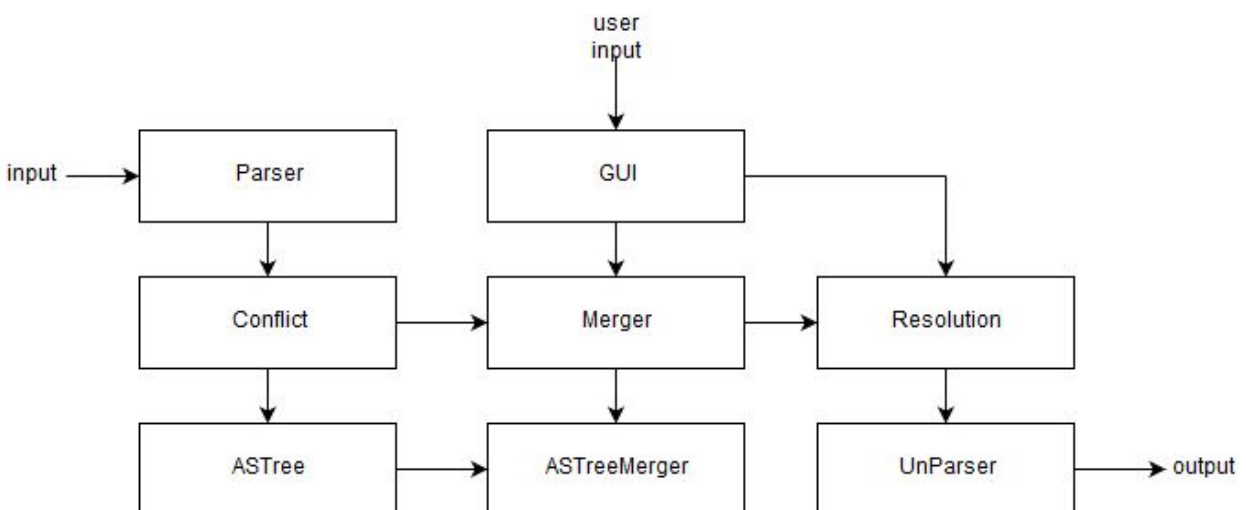 user
input
input
Parser
GUI
Conflict
Merger
Resolution
ASTree
ASTreeMerger
UnParser
output